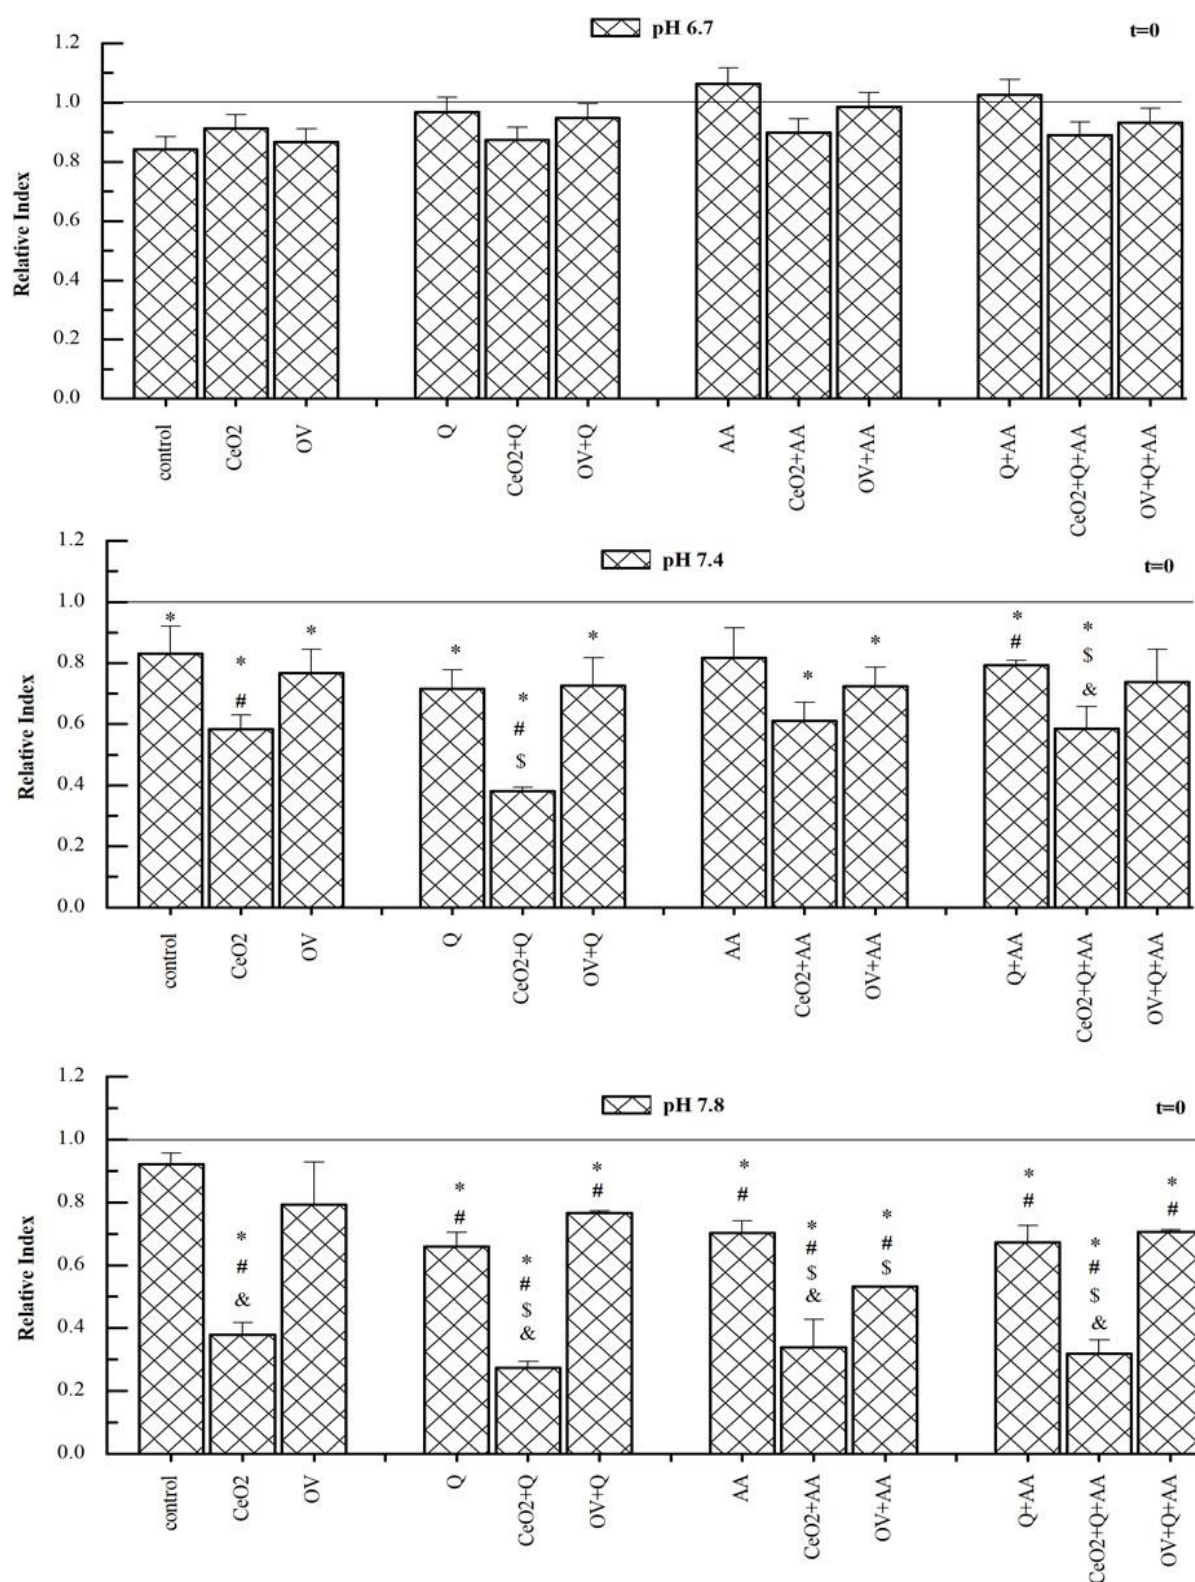 pH 6.7
t=0
1.2
1.0
0.8
0.6
0.4
0.2
0.0
Relative Index
control
CeO2
OV
Q
CeO2+Q
OV+Q
AA
CeO2+AA
OV+AA
Q+AA
CeO2+Q+AA
OV+Q+AA
pH 7.4
t=0
1.2
1.0
0.8
0.6
0.4
0.2
0.0
Relative Index
*
*
#
*
*
*
#
$
*
*
*
*
#
*
$
&
control
CeO2
OV
Q
CeO2+Q
OV+Q
AA
CeO2+AA
OV+AA
Q+AA
CeO2+Q+AA
OV+Q+AA
pH 7.8
t=0
1.2
1.0
0.8
0.6
0.4
0.2
0.0
Relative Index
*
#
&
*
#
*
#
$
&
*
#
*
#
*
#
$
&
*
#
$
*
#
*
#
$
&
*
#
control
CeO2
OV
Q
CeO2+Q
OV+Q
AA
CeO2+AA
OV+AA
Q+AA
CeO2+Q+AA
OV+Q+AA